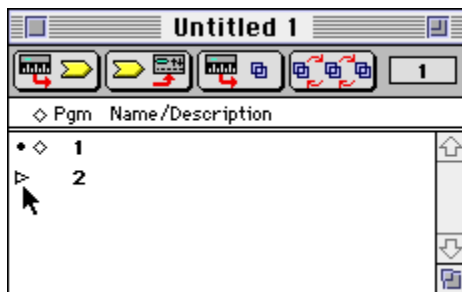 Untitled 1
1
◇ Pgm Name/Description
• ◇ 1
2